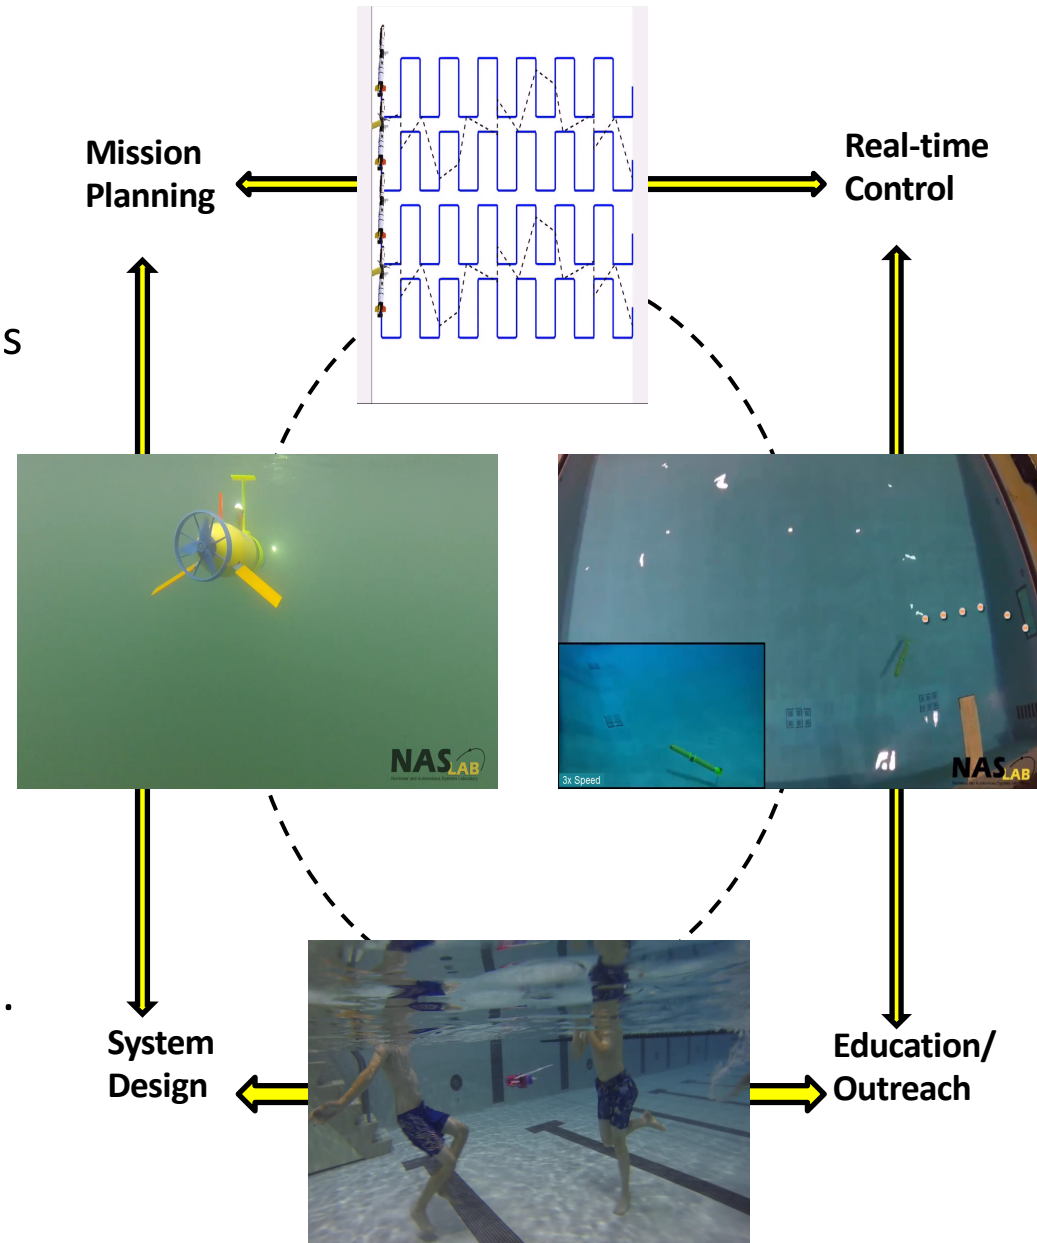 Mission
Planning
Real-time
Control
s
NAS LAB
3x Speed
NAS LAB
.
System
Design
Education/
Outreach